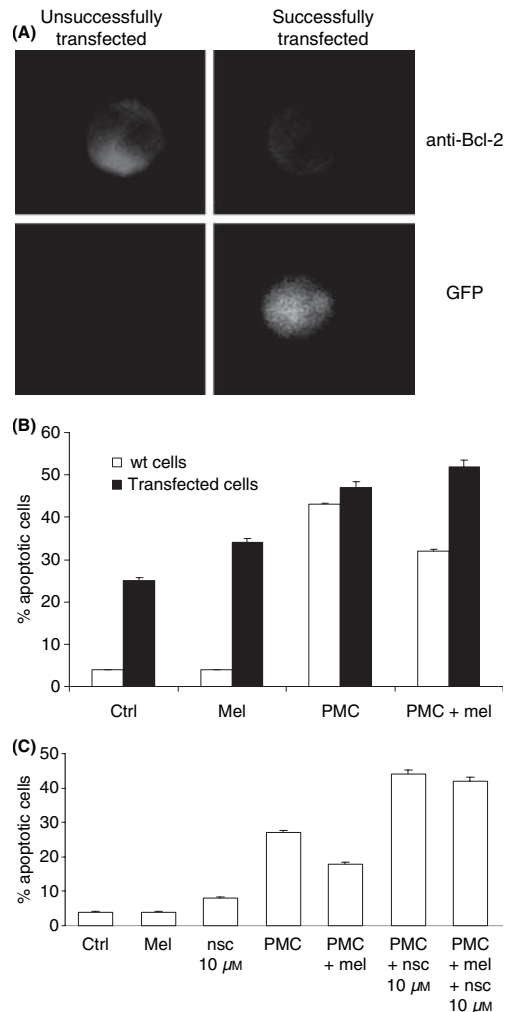 (A)
Unsuccessfully transfected
Successfully transfected
anti-Bcl-2
GFP
(B)
% apoptotic cells
60
50
40
30
20
10
0
wt cells
Transfected cells
Ctrl
Mel
PMC
PMC + mel
(C)
% apoptotic cells
50
40
30
20
10
0
Ctrl
Mel
nsc
10 μM
PMC
PMC
+ mel
PMC
+ nsc
10 μM
PMC
+ mel
+ nsc
10 μM